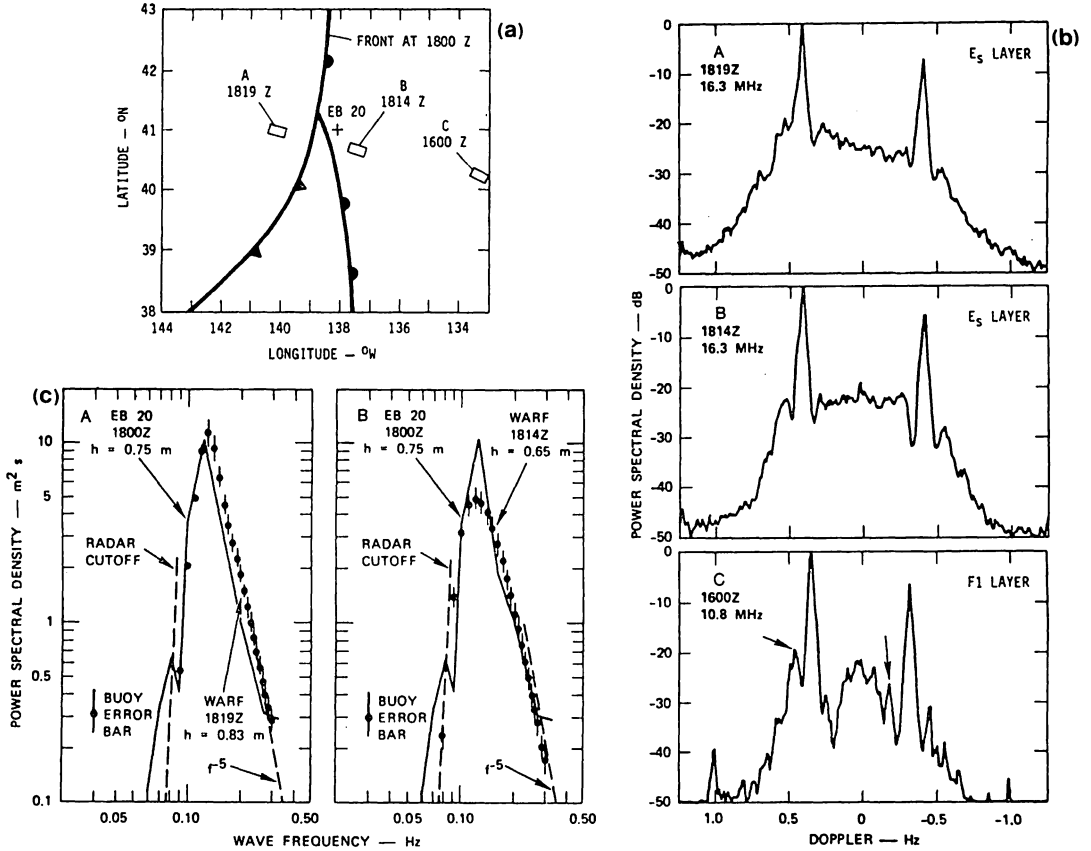 (a)
43
42
41
40
39
38
LATITUDE — ºN
144
142
140
138
136
134
LONGITUDE — ºW
FRONT AT 1800 Z
A
1819 Z
B
1814 Z
EB 20
C
1600 Z
(b)
POWER SPECTRAL DENSITY — dB
0
-10
-20
-30
-40
-50
A
1819Z
16.3 MHz
ES LAYER
0
-10
-20
-30
-40
-50
B
1814Z
16.3 MHz
ES LAYER
0
-10
-20
-30
-40
-50
C
1600Z
10.8 MHz
F1 LAYER
1.0
0.5
0
-0.5
-1.0
DOPPLER — Hz
(c)
POWER SPECTRAL DENSITY — m² s
10
5
1
0.5
0.1
A
EB 20
1800Z
h = 0.75 m
RADAR
CUTOFF
BUOY
ERROR
BAR
WARF
1819Z
h = 0.83 m
f-5
0.05
0.10
0.50
B
EB 20
1800Z
h = 0.75 m
WARF
1814Z
h = 0.65 m
RADAR
CUTOFF
BUOY
ERROR
BAR
f-5
0.05
0.10
0.50
WAVE FREQUENCY — Hz